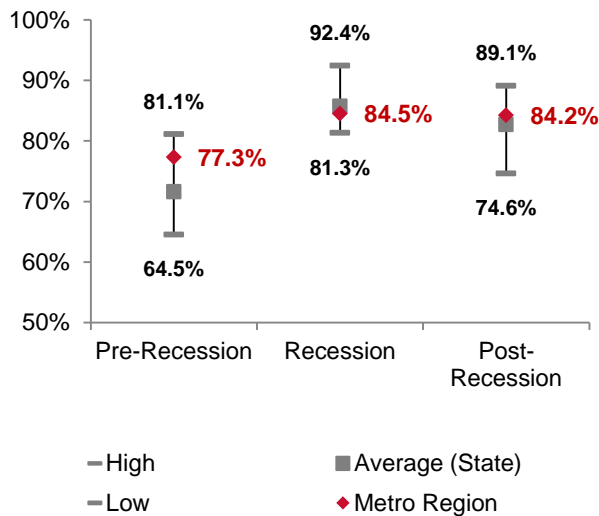 100%
90%
80%
70%
60%
50%
81.1%
77.3%
64.5%
92.4%
84.5%
81.3%
89.1%
84.2%
74.6%
Pre-Recession
Recession
Post-
Recession
High
Average (State)
Low
Metro Region